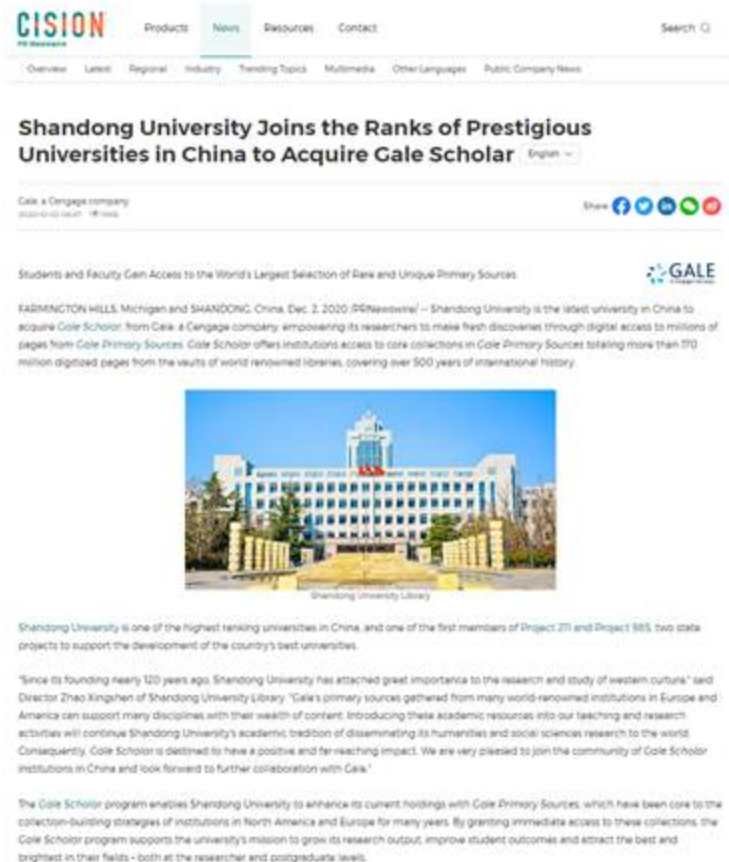 CISION
PR Newswire
Products News Resources Contact Search
Overview Latest Regional Industry Trending Topics Multimedia Other Languages Public Company News
Shandong University Joins the Ranks of Prestigious
Universities in China to Acquire Gale Scholar English
Gale, a Cengage company
Share
Students and Faculty Gain Access to the World's Largest Selection of Rare and Unique Primary Sources
GALE
FARMINGTON HILLS, Michigan and SHANDONG, China, Dec. 2, 2020 /PRNewswire/ -- Shandong University is the latest university in China to
acquire Gale Scholar, from Gale, a Cengage company, empowering its researchers to make fresh discoveries through digital access to millions of
pages from Gale Primary Sources. Gale Scholar offers institutions access to core collections in Gale Primary Sources totaling more than 170
million digitized pages from the vaults of world renowned libraries, covering over 500 years of international history.
Shandong University Library
Shandong University is one of the highest ranking universities in China, and one of the first members of Project 211 and Project 985, two state
projects to support the development of the country's best universities.
"Since its founding nearly 120 years ago, Shandong University has attached great importance to the research and study of western culture," said
Director Zhao Xingshen of Shandong University Library. "Gale's primary sources gathered from many world-renowned institutions in Europe and
America can support many disciplines with their wealth of content. Introducing these academic resources into our teaching and research
activities will continue Shandong University's academic tradition of disseminating its humanities and social sciences research to the world.
Consequently, Gale Scholar is destined to have a positive and far-reaching impact. We are very pleased to join the community of Gale Scholar
institutions in China and look forward to further collaboration with Gale."
The Gale Scholar program enables Shandong University to enhance its current holdings with Gale Primary Sources, which have been core to the
collection-building strategies of institutions in North America and Europe for many years. By granting immediate access to these collections, the
Gale Scholar program supports the university's mission to grow its research output, improve student outcomes and attract the best and
brightest in their fields - both at the researcher and postgraduate levels.